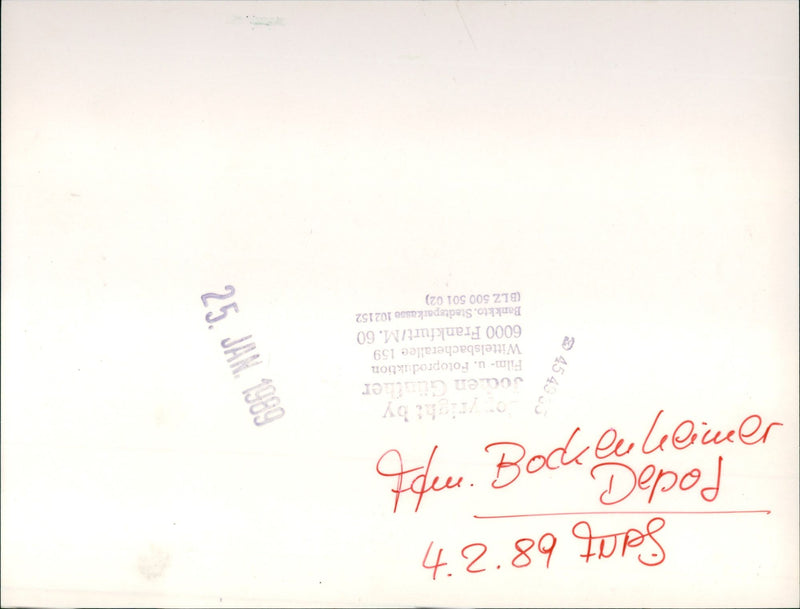 25. JAN. 1989
Copyright by
Jochen Günther
Film- u. Fotoproduktion
Wittelsbacherallee 159
6000 Frankfurt/M. 60
Bankkto. Stadtsparkasse 102152
(BLZ 500 501 02)
Ffm. Bockenheimer
Depot
4.2.89 FNPS